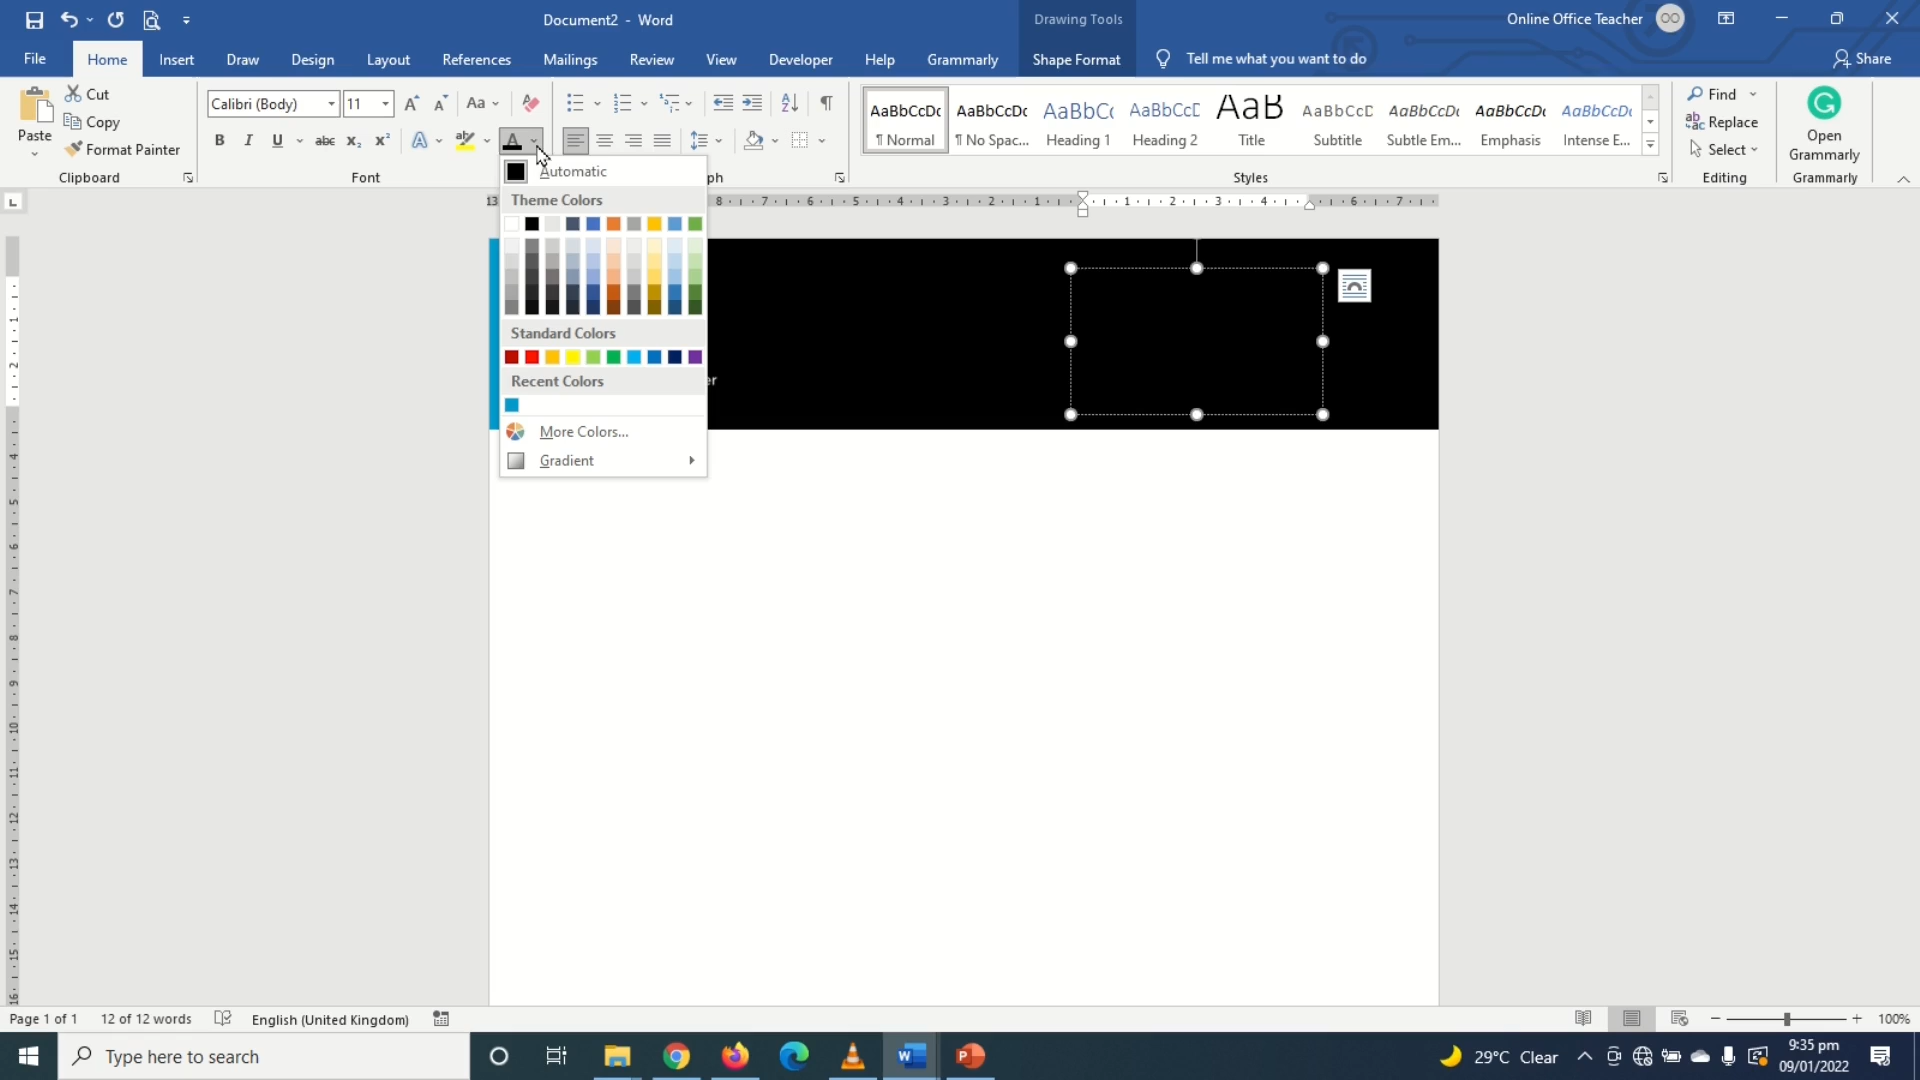 Document2 - Word
Drawing Tools
Online Office Teacher
OO
File
Home
Insert
Draw
Design
Layout
References
Mailings
Review
View
Developer
Help
Grammarly
Shape Format
Tell me what you want to do
Share
Paste
Cut
Copy
Format Painter
Clipboard
Calibri (Body)
11
Aa
Font
Automatic
Theme Colors
Standard Colors
Recent Colors
More Colors...
Gradient
ph
AaBbCcDc
¶ Normal
AaBbCcDc
¶ No Spac...
AaBbCc
Heading 1
AaBbCcD
Heading 2
AaB
Title
AaBbCcD
Subtitle
AaBbCcDc
Subtle Em...
AaBbCcDc
Emphasis
AaBbCcDc
Intense E...
Styles
Find
Replace
Select
Editing
Open
Grammarly
Grammarly
er
Page 1 of 1
12 of 12 words
English (United Kingdom)
100%
Type here to search
29°C Clear
9:35 pm
09/01/2022